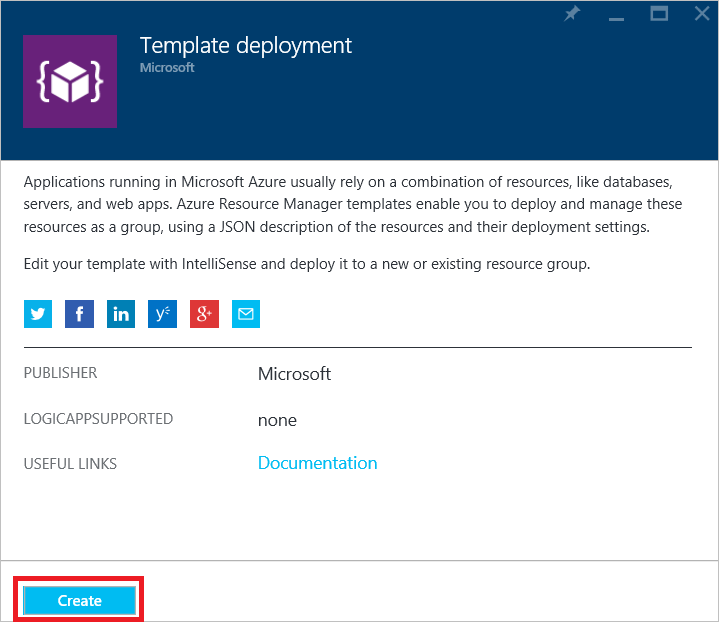 Template deployment
Microsoft
Applications running in Microsoft Azure usually rely on a combination of resources, like databases,
servers, and web apps. Azure Resource Manager templates enable you to deploy and manage these
resources as a group, using a JSON description of the resources and their deployment settings.
Edit your template with IntelliSense and deploy it to a new or existing resource group.
f in y g+
PUBLISHER Microsoft
LOGICAPPSUPPORTED none
USEFUL LINKS Documentation
Create